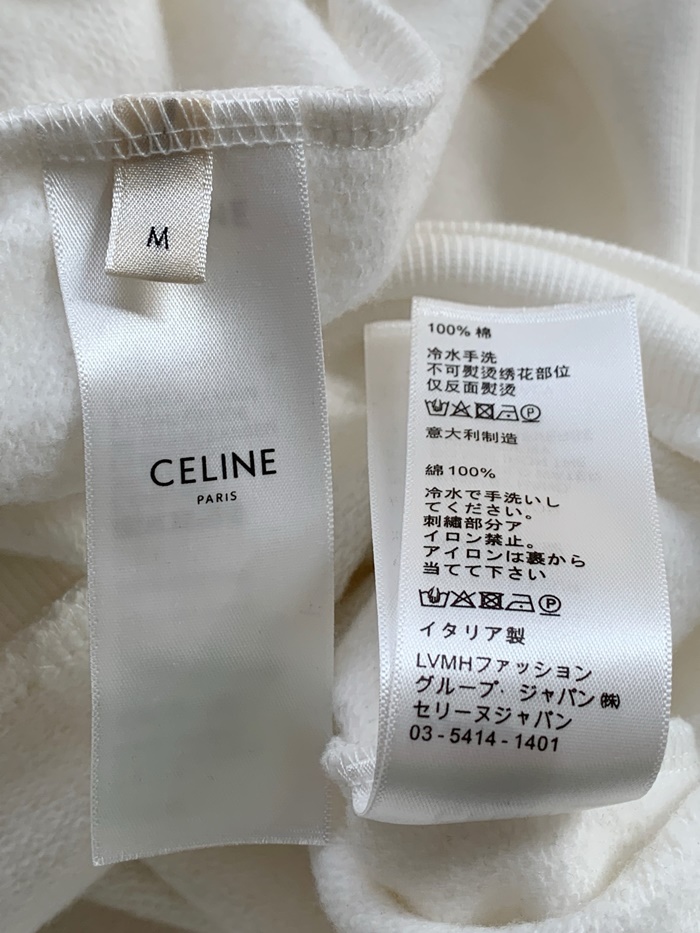 M
CELINE
PARIS
100% 棉
冷水手洗
不可熨烫绣花部位
仅反面熨烫
P
意大利制造
綿 100%
冷水で手洗いし
てください。
刺繍部分ア
イロン禁止。
アイロンは裏から
当てて下さい
P
イタリア製
LVMHファッション
グループ・ジャパン㈱
セリーヌジャパン
03-5414-1401